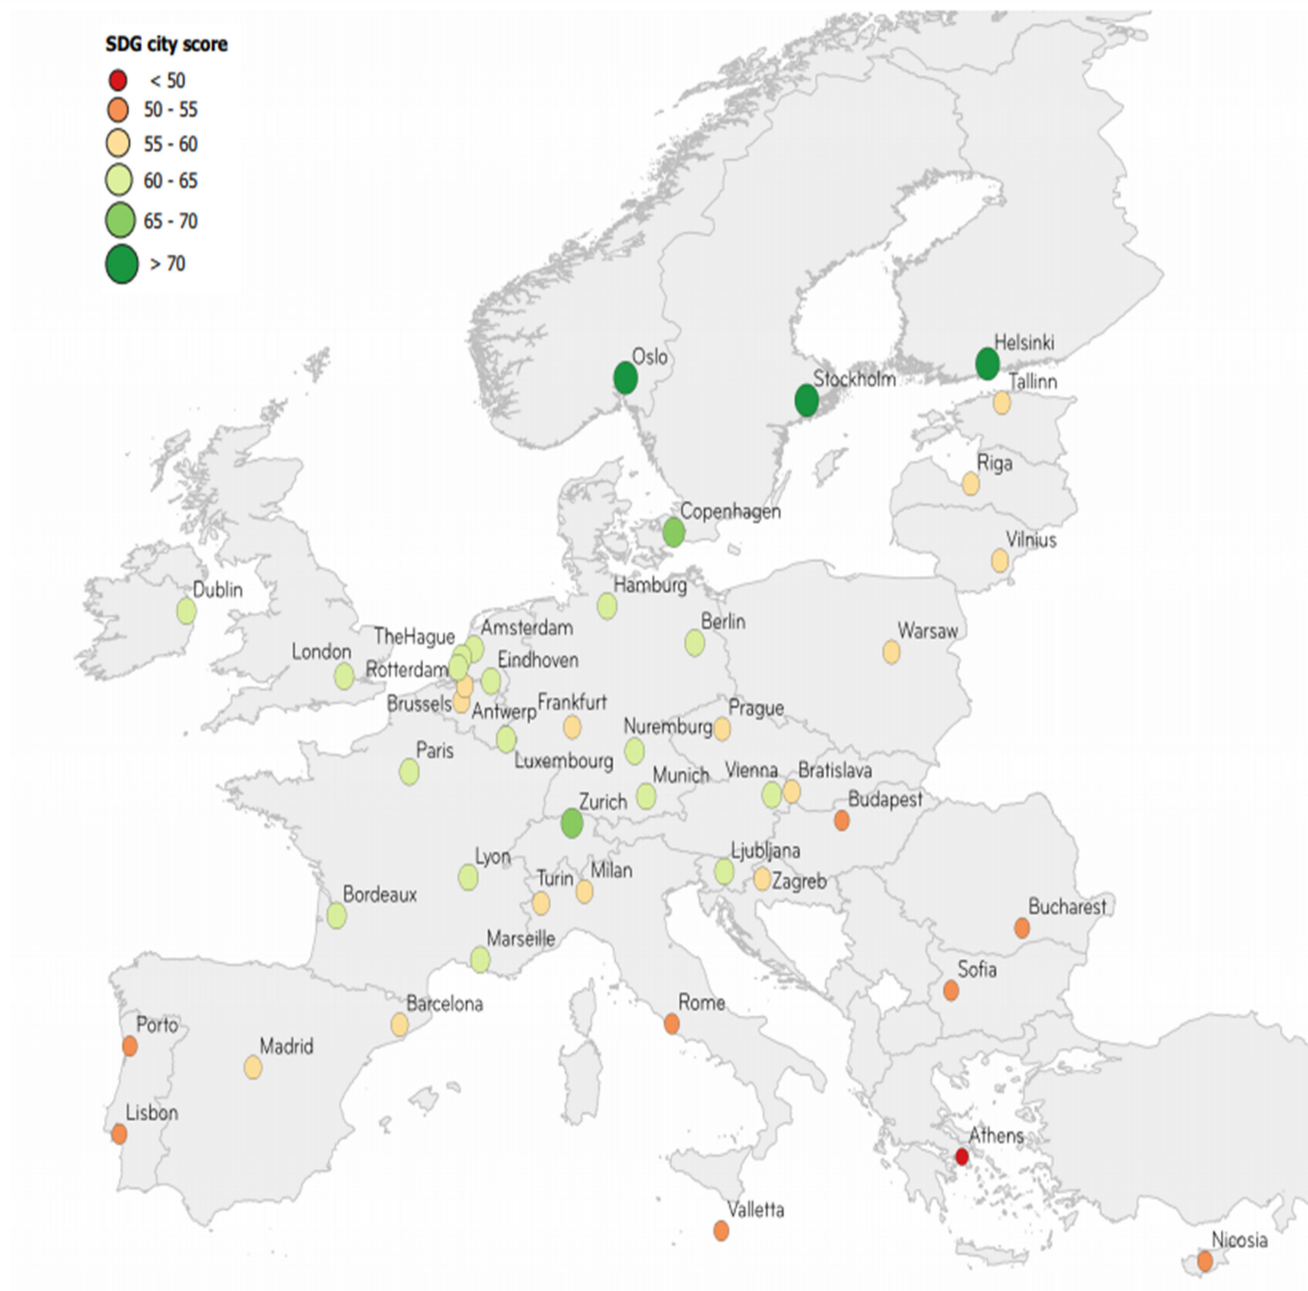 SDG city score
< 50
50 - 55
55 - 60
60 - 65
65 - 70
> 70
Helsinki
Oslo
Stockholm
Tallinn
Riga
Copenhagen
Vilnius
Hamburg
Dublin
Berlin
Amsterdam
Warsaw
TheHague
London
Eindhoven
Rotterdam
Frankfurt
Brussels
Antwerp
Prague
Nuremburg
Paris
Luxembourg
Munich
Vienna
Bratislava
Zurich
Budapest
Ljubljana
Lyon
Milan
Turin
Zagreb
Bordeaux
Bucharest
Marseille
Sofia
Barcelona
Rome
Porto
Madrid
Lisbon
Athens
Valletta
Nicosia